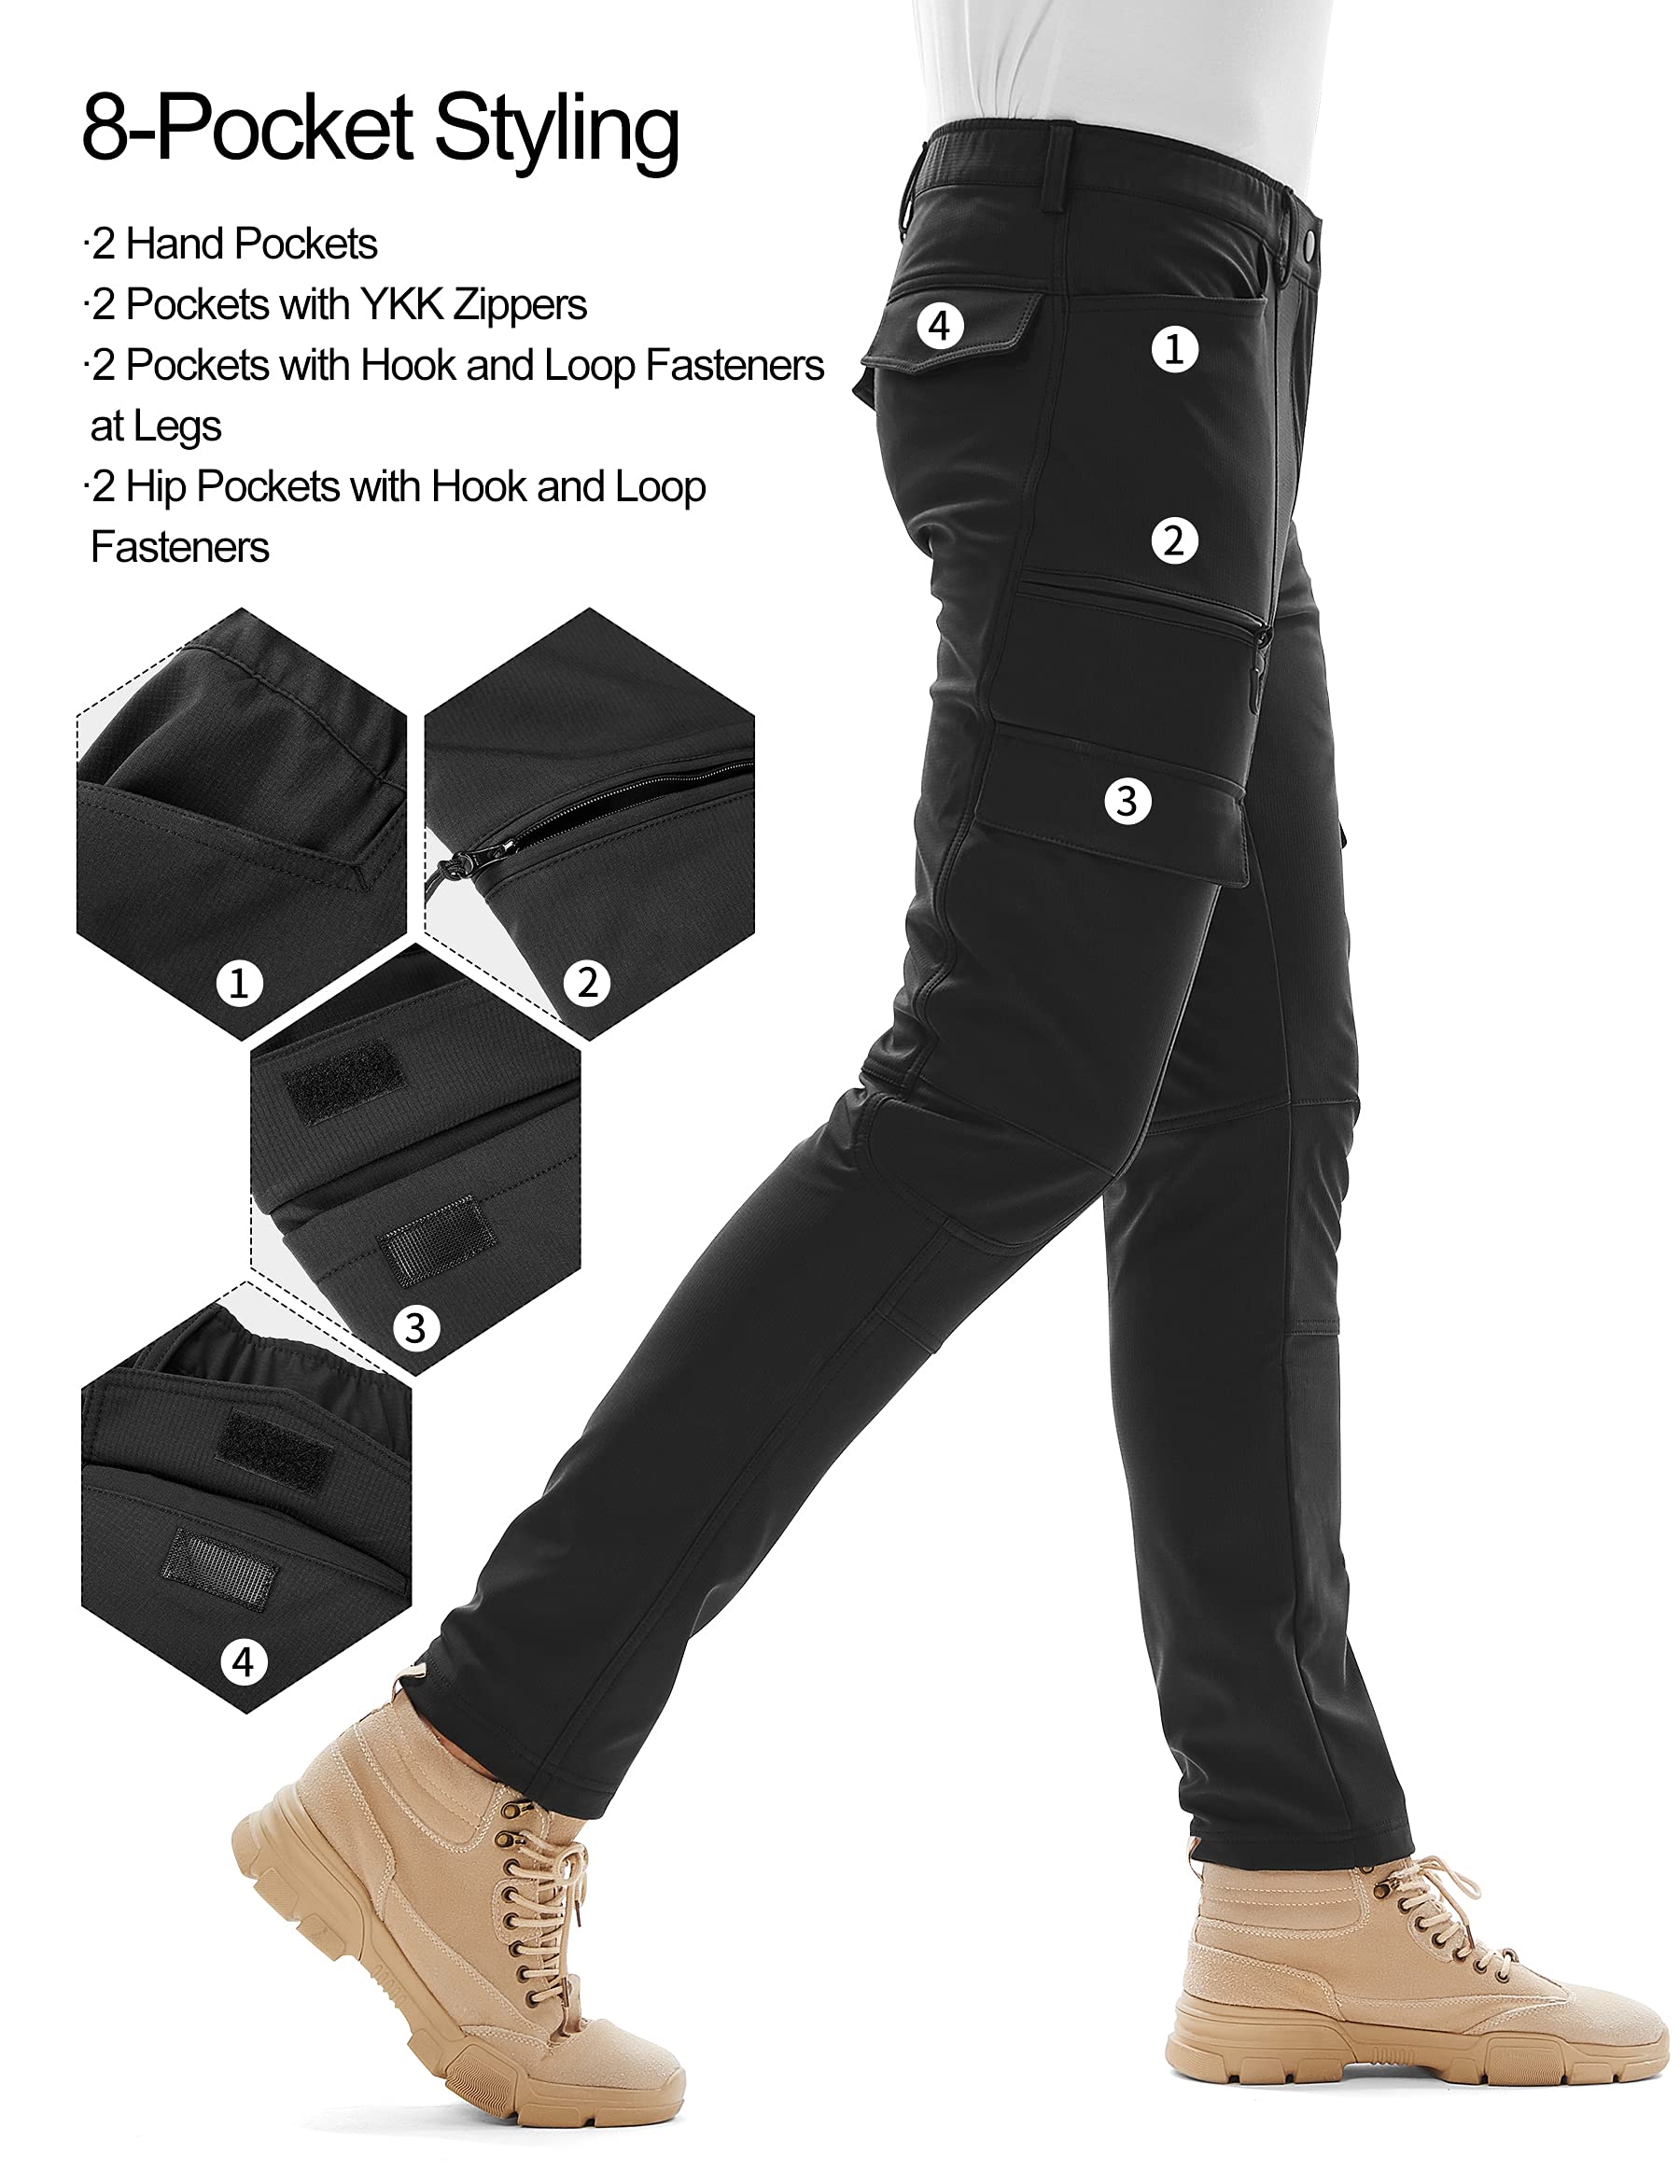 8-Pocket Styling
·2 Hand Pockets
·2 Pockets with YKK Zippers
·2 Pockets with Hook and Loop Fasteners
at Legs
·2 Hip Pockets with Hook and Loop
Fasteners
4
1
2
3
1
2
3
4